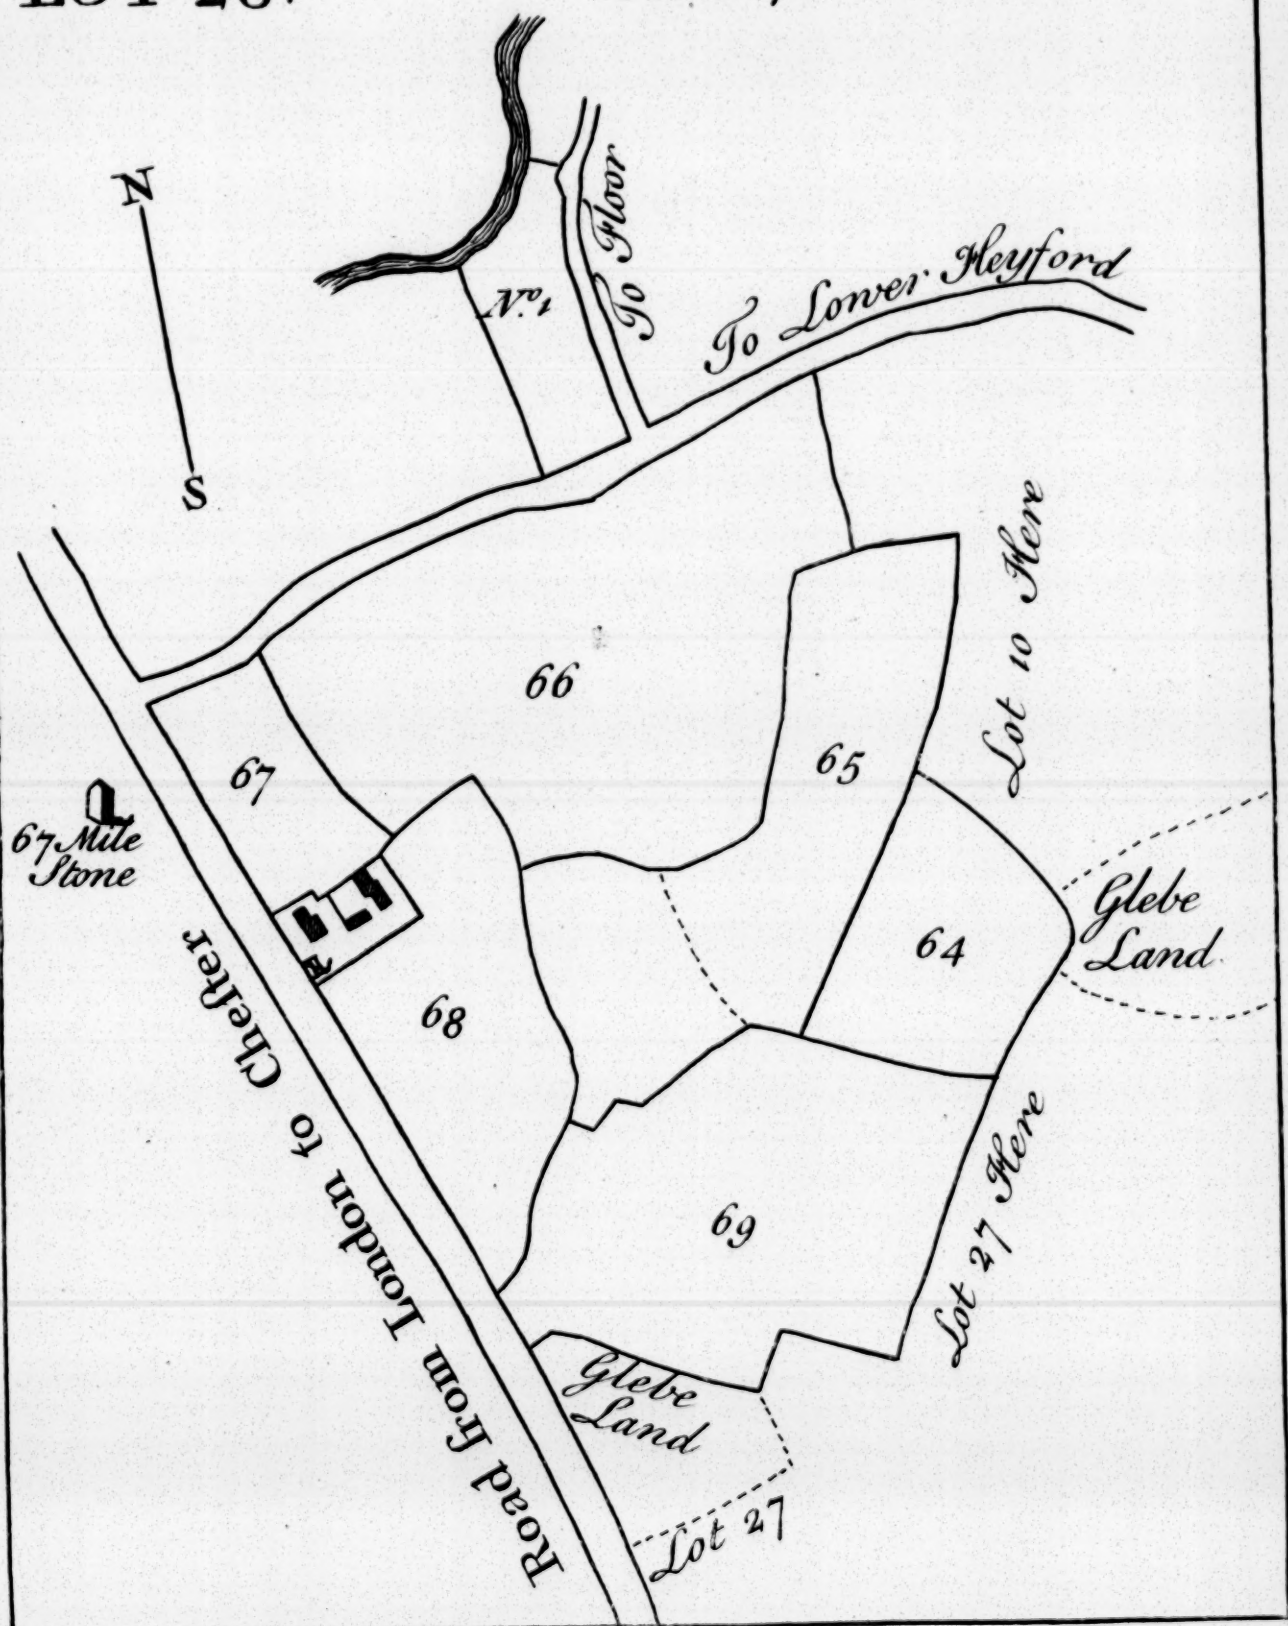 N
S
To Floor
To Lower Heyford
N.º 1
66
67
65
Lot 10 Here
67 Mile
Stone
Glebe
Land
64
68
69
Lot 27 Here
Road from London to Cheſter
Glebe
Land
Lot 27